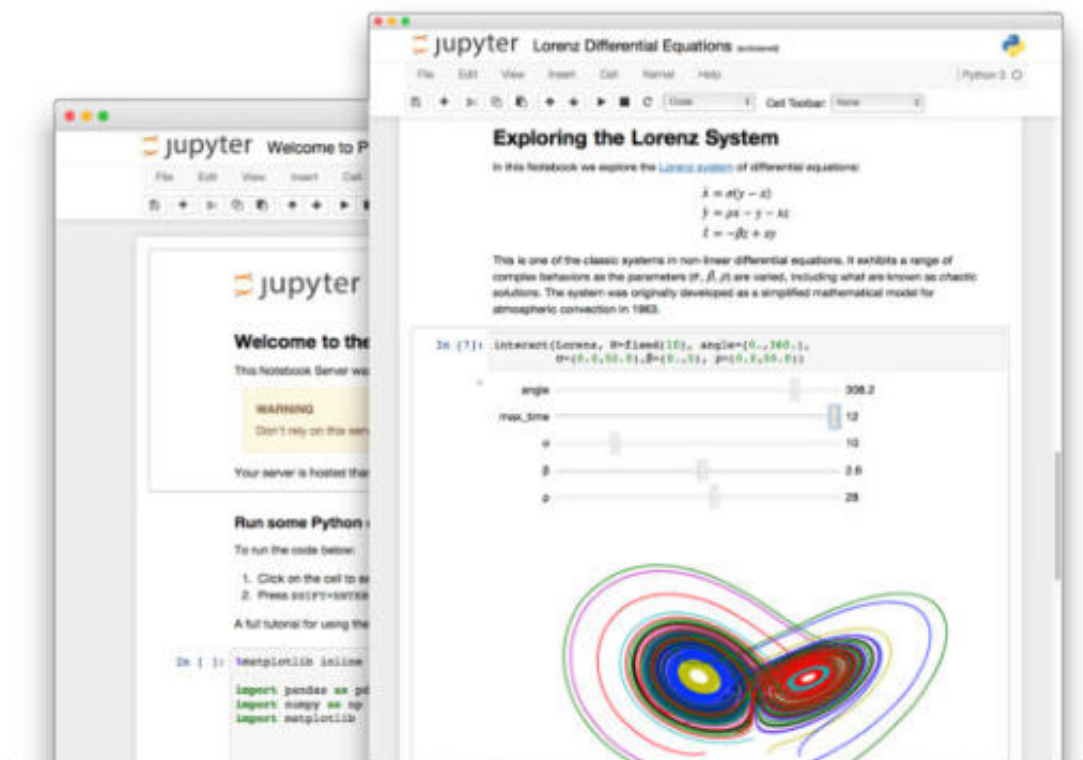 jupyter Lorenz Differential Equations
File Edit View Insert Cell Kernel Help
Python 3
Code Cell Toolbar: None
Exploring the Lorenz System
In this Notebook we explore the Lorenz system of differential equations:
ẋ = σ(y − x)
ẏ = ρx − y − xz
ż = −βz + xy
This is one of the classic systems in non-linear differential equations. It exhibits a range of
complex behaviors as the parameters (σ, β, ρ) are varied, including what are known as chaotic
solutions. The system was originally developed as a simplified mathematical model for
atmospheric convection in 1963.
In [7]: interact(Lorenz, N=fixed(10), angle=(0.,360.),
σ=(0.0,50.0),β=(0.,5), ρ=(0.0,50.0))
angle 308.2
max_time 12
σ 10
β 2.6
ρ 28
jupyter Welcome to P
File Edit View Insert Cell
jupyter
Welcome to the
This Notebook Server was
WARNING
Don't rely on this serv
Your server is hosted than
Run some Python
To run the code below:
1. Click on the cell to se
2. Press SHIFT+ENTER
A full tutorial for using the
In [ ]: %matplotlib inline
import pandas as pd
import numpy as np
import matplotlib